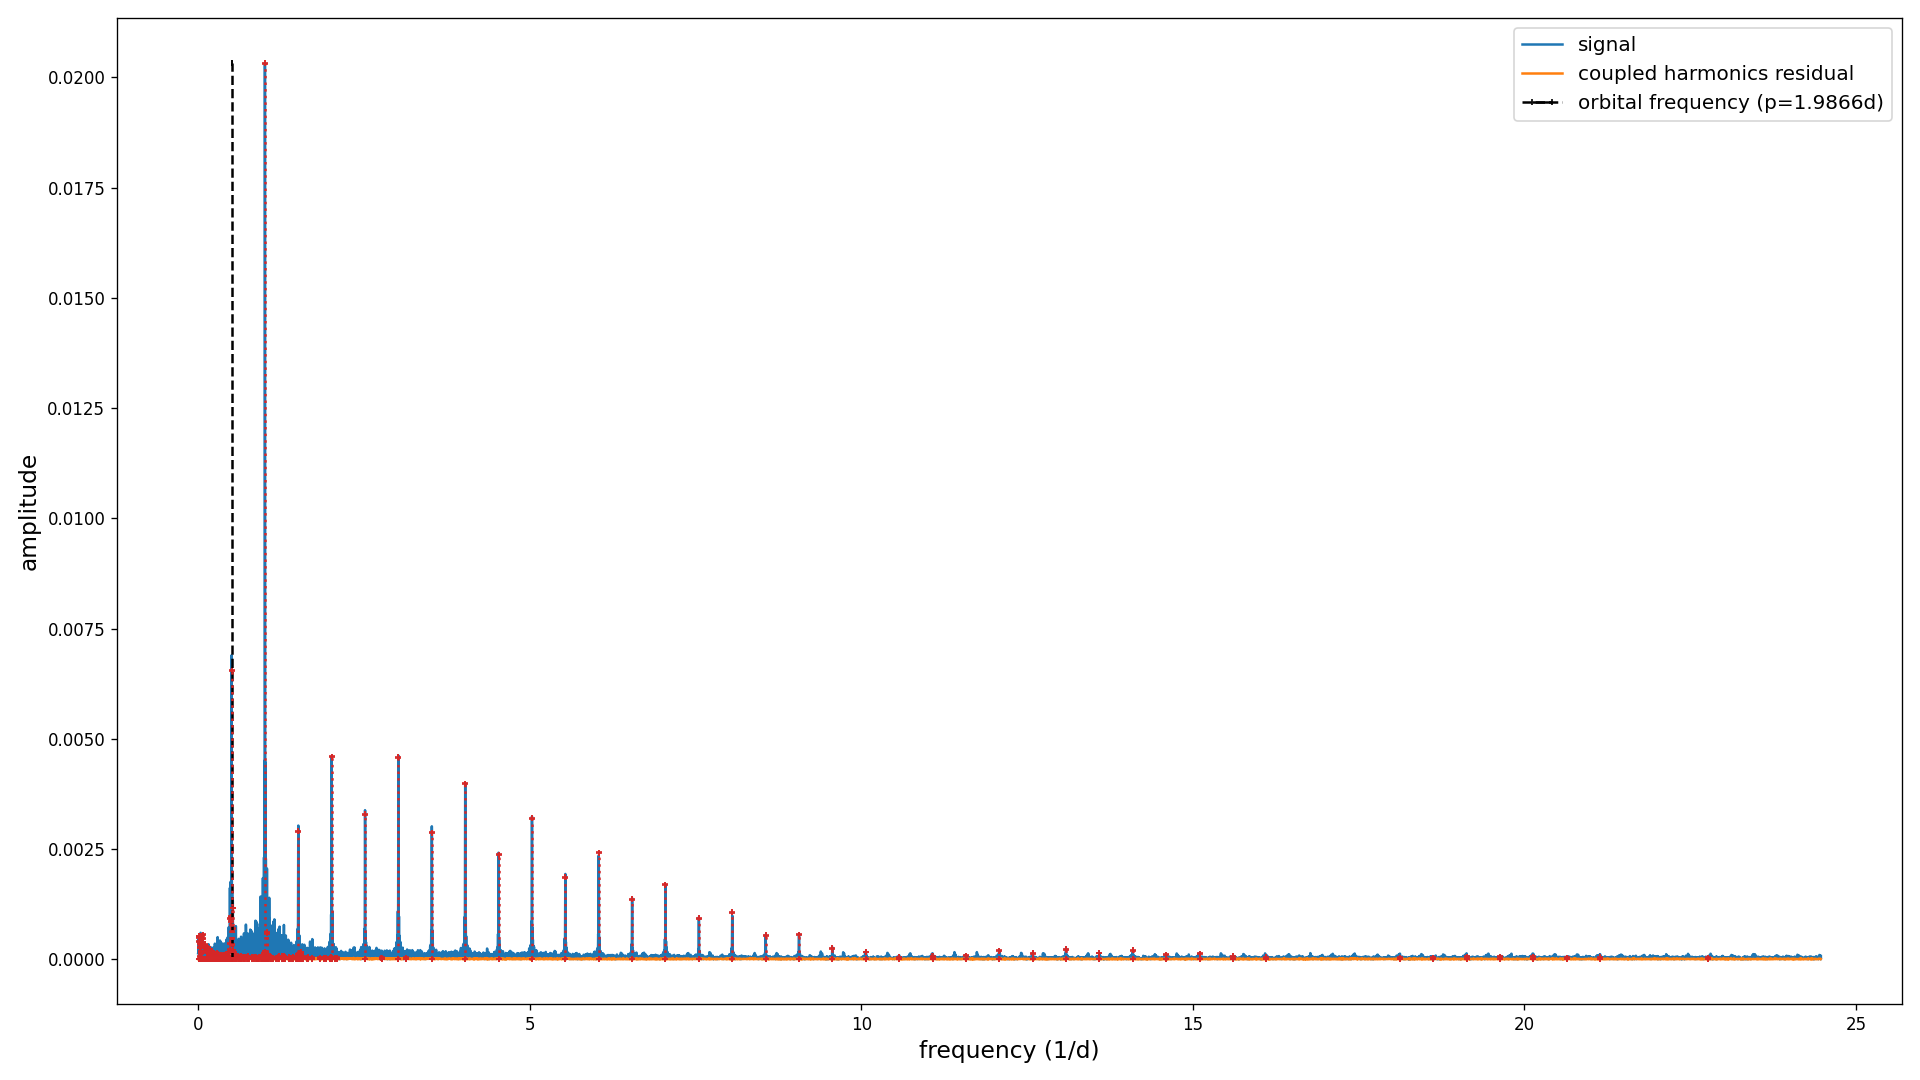 signal
coupled harmonics residual
orbital frequency (p=1.9866d)
0.0200
0.0175
0.0150
0.0125
0.0100
0.0075
0.0050
0.0025
0.0000
amplitude
0 5 10 15 20 25
frequency (1/d)